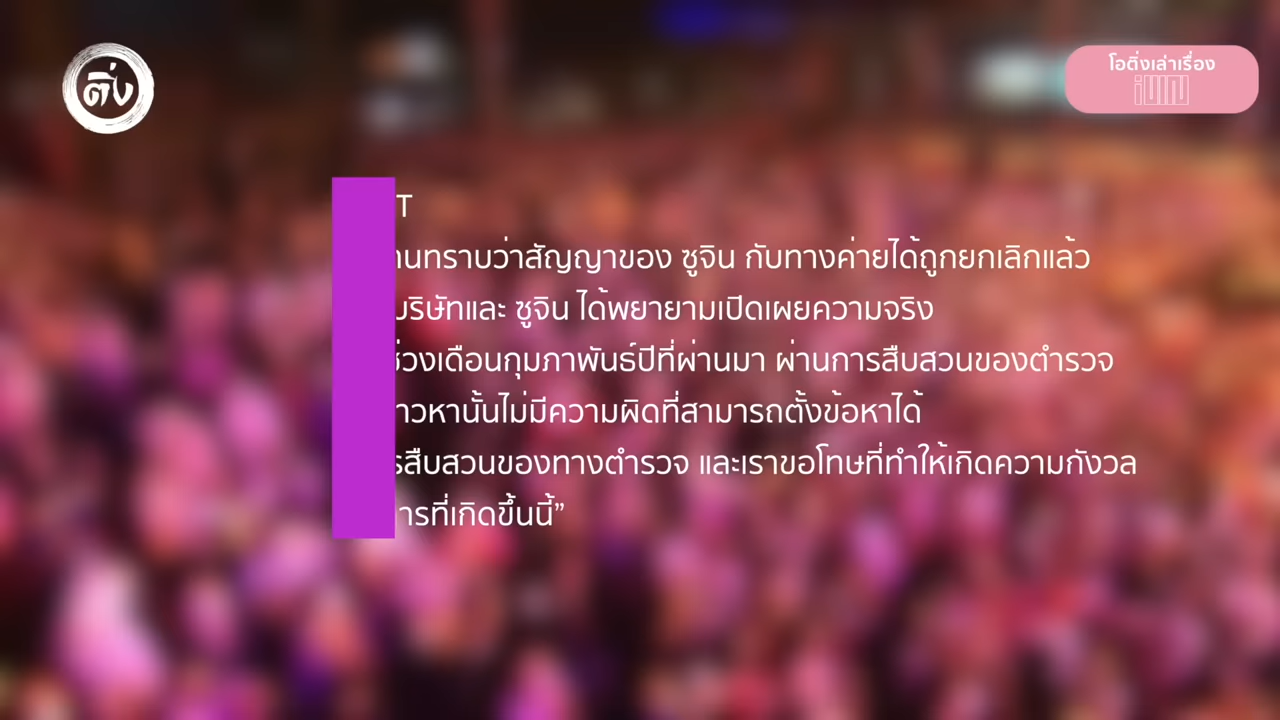 ติ่ง
โอติ่งเล่าเรื่อง
T
ทราบว่าสัญญาของ ซูจิน กับทางค่ายได้ถูกยกเลิกแล้ว
บริษัทและ ซูจิน ได้พยายามเปิดเผยความจริง
ช่วงเดือนกุมภาพันธ์ปีที่ผ่านมา ผ่านการสืบสวนของตำรวจ
าวหานั้นไม่มีความผิดที่สามารถตั้งข้อหาได้
รสืบสวนของทางตำรวจ และเราขอโทษที่ทำให้เกิดความกังวล
ารที่เกิดขึ้นนี้”